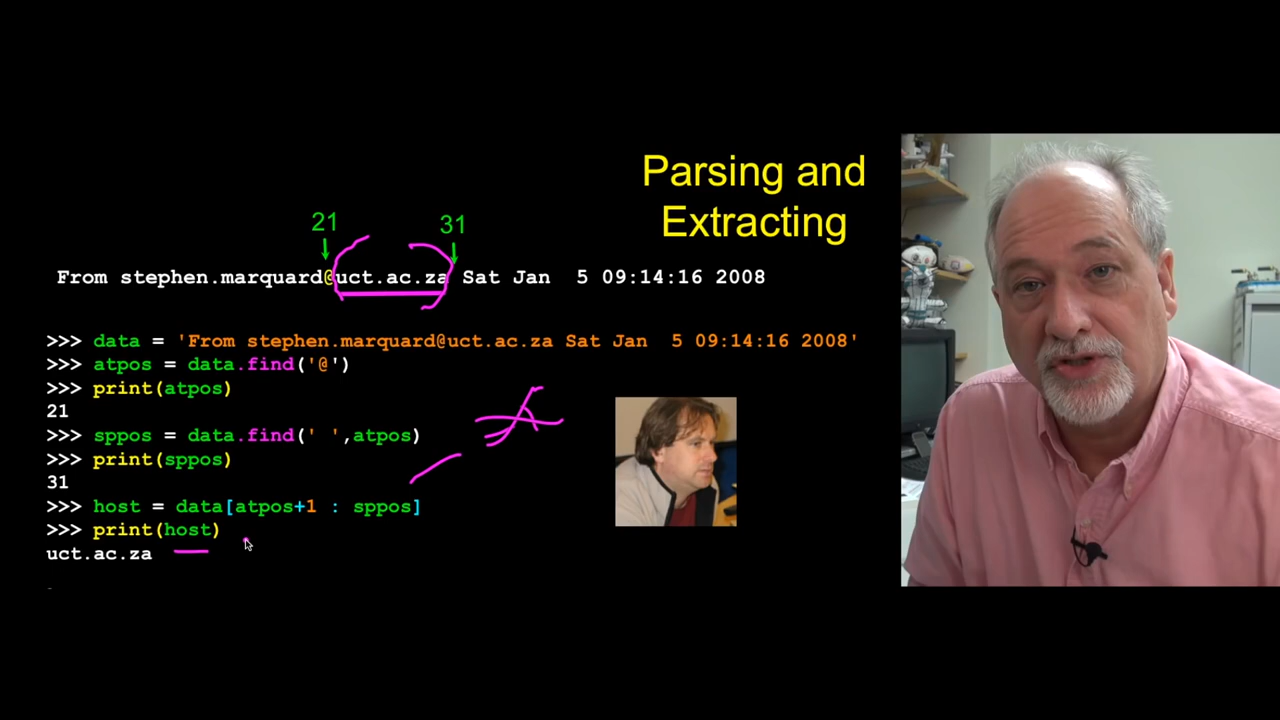 Parsing and
Extracting
21 31
From stephen.marquard@uct.ac.za Sat Jan  5 09:14:16 2008
>>> data = 'From stephen.marquard@uct.ac.za Sat Jan  5 09:14:16 2008'
>>> atpos = data.find('@')
>>> print(atpos)
21
>>> sppos = data.find(' ',atpos)
>>> print(sppos)
31
>>> host = data[atpos+1 : sppos]
>>> print(host)
uct.ac.za